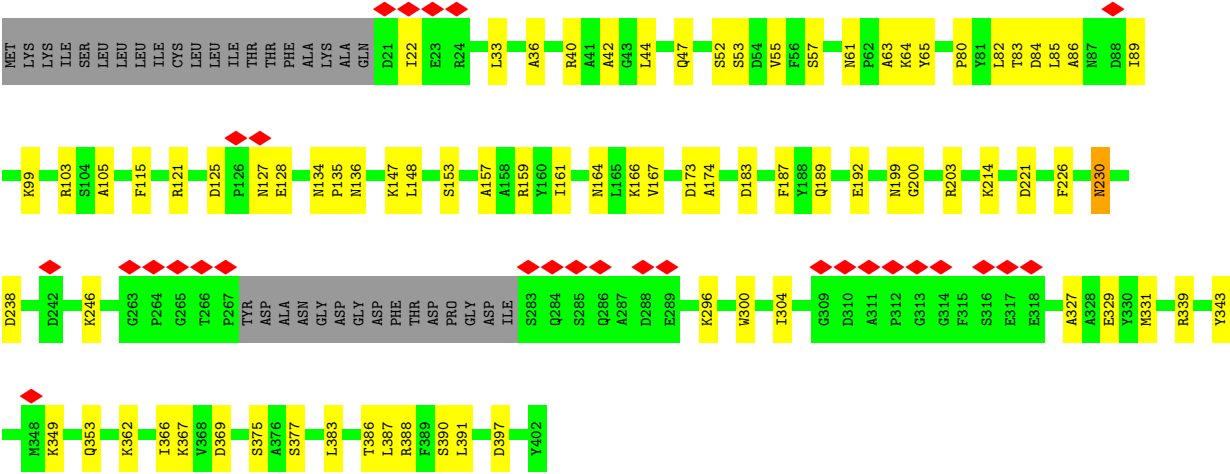 MET LYS LYS ILE SER LEU LEU LEU ILE CYS LEU LEU ILE THR THR PHE ALA LYS ALA GLN D21 I22 E23 R24 L33 A36 R40 A41 A42 G43 L44 Q47 S52 S53 D54 V55 F56 S57 N61 P62 A63 K64 Y65 P80 Y81 L82 T83 D84 L85 A86 N87 D88 I89
K99 R103 S104 A105 F115 R121 D125 P126 N127 E128 N134 P135 N136 K147 L148 S153 A157 A158 R159 Y160 I161 N164 L165 K166 V167 D173 A174 D183 F187 Y188 Q189 E192 N199 G200 R203 K214 D221 F226 N230
D238 D242 K246 G263 P264 G265 T266 P267 TYR ASP ALA ASN GLY ASP GLY ASP PHE THR ASP PRO GLY ASP ILE S283 Q284 S285 Q286 A287 D288 E289 K296 W300 I304 G309 D310 A311 P312 G313 G314 F315 S316 E317 E318 A327 A328 E329 Y330 M331 R339 Y343
M348 K349 Q353 K362 I366 K367 V368 D369 S375 A376 S377 L383 T386 L387 R388 F389 S390 L391 D397 Y402